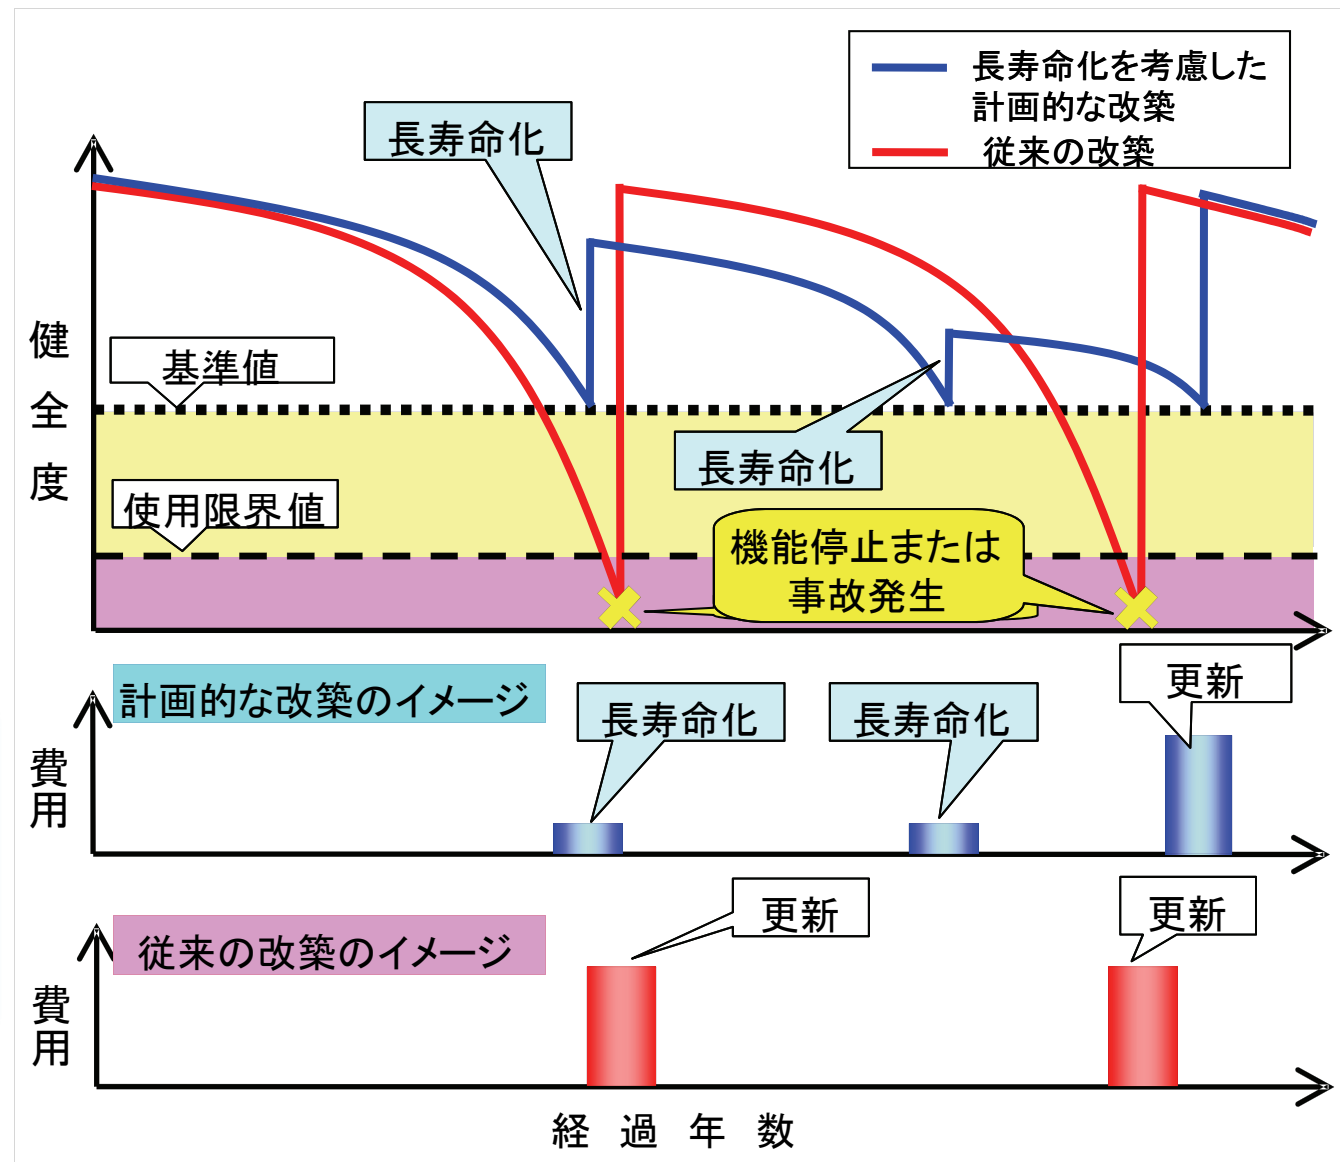 長寿命化を考慮した
計画的な改築
従来の改築
長寿命化
健全度
基準値
長寿命化
使用限界値
機能停止または
事故発生
計画的な改築のイメージ
費用
長寿命化
長寿命化
更新
従来の改築のイメージ
費用
更新
更新
経過年数